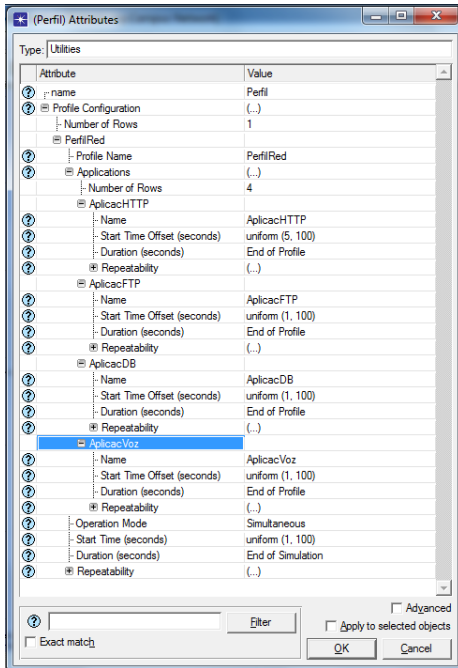 (Perfil) Attributes
Type: Utilities
Attribute Value
name Perfil
Profile Configuration (...)
Number of Rows 1
PerfilRed
Profile Name PerfilRed
Applications (...)
Number of Rows 4
AplicacHTTP
Name AplicacHTTP
Start Time Offset (seconds) uniform (5, 100)
Duration (seconds) End of Profile
Repeatability (...)
AplicacFTP
Name AplicacFTP
Start Time Offset (seconds) uniform (1, 100)
Duration (seconds) End of Profile
Repeatability (...)
AplicacDB
Name AplicacDB
Start Time Offset (seconds) uniform (1, 100)
Duration (seconds) End of Profile
Repeatability (...)
AplicacVoz
Name AplicacVoz
Start Time Offset (seconds) uniform (1, 100)
Duration (seconds) End of Profile
Repeatability (...)
Operation Mode Simultaneous
Start Time (seconds) uniform (1, 100)
Duration (seconds) End of Simulation
Repeatability (...)
Advanced
Filter
Apply to selected objects
Exact match
OK Cancel